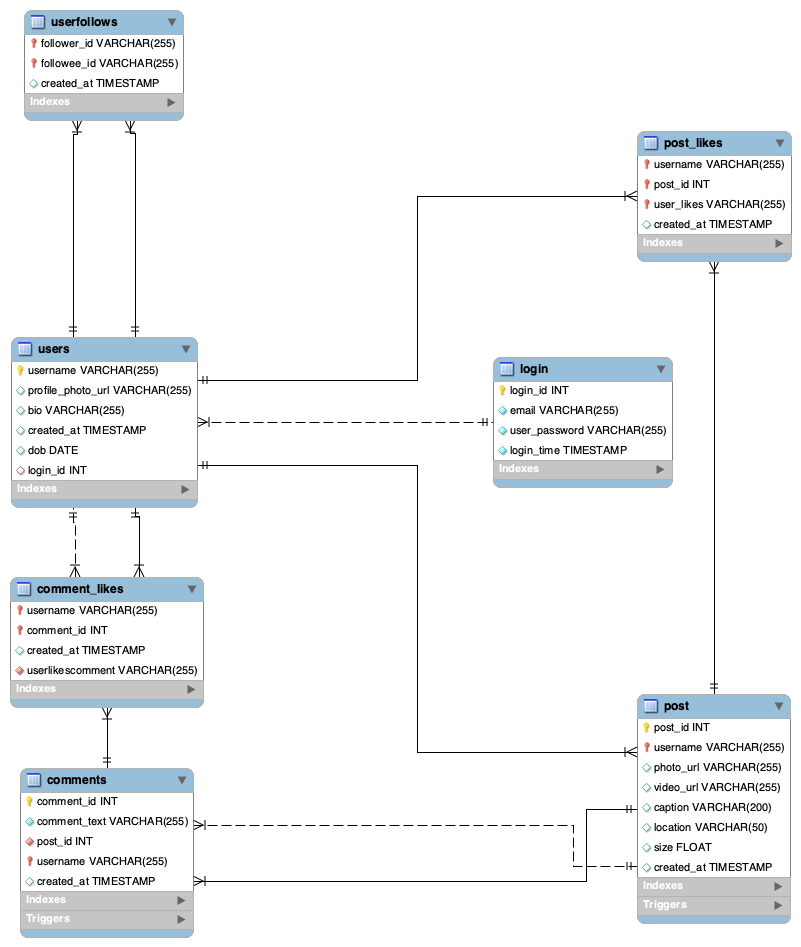 userfollows
follower_id VARCHAR(255)
followee_id VARCHAR(255)
created_at TIMESTAMP
Indexes
post_likes
username VARCHAR(255)
post_id INT
user_likes VARCHAR(255)
created_at TIMESTAMP
Indexes
users
username VARCHAR(255)
profile_photo_url VARCHAR(255)
bio VARCHAR(255)
created_at TIMESTAMP
dob DATE
login_id INT
Indexes
login
login_id INT
email VARCHAR(255)
user_password VARCHAR(255)
login_time TIMESTAMP
Indexes
comment_likes
username VARCHAR(255)
comment_id INT
created_at TIMESTAMP
userlikescomment VARCHAR(255)
Indexes
comments
comment_id INT
comment_text VARCHAR(255)
post_id INT
username VARCHAR(255)
created_at TIMESTAMP
Indexes
Triggers
post
post_id INT
username VARCHAR(255)
photo_url VARCHAR(255)
video_url VARCHAR(255)
caption VARCHAR(200)
location VARCHAR(50)
size FLOAT
created_at TIMESTAMP
Indexes
Triggers